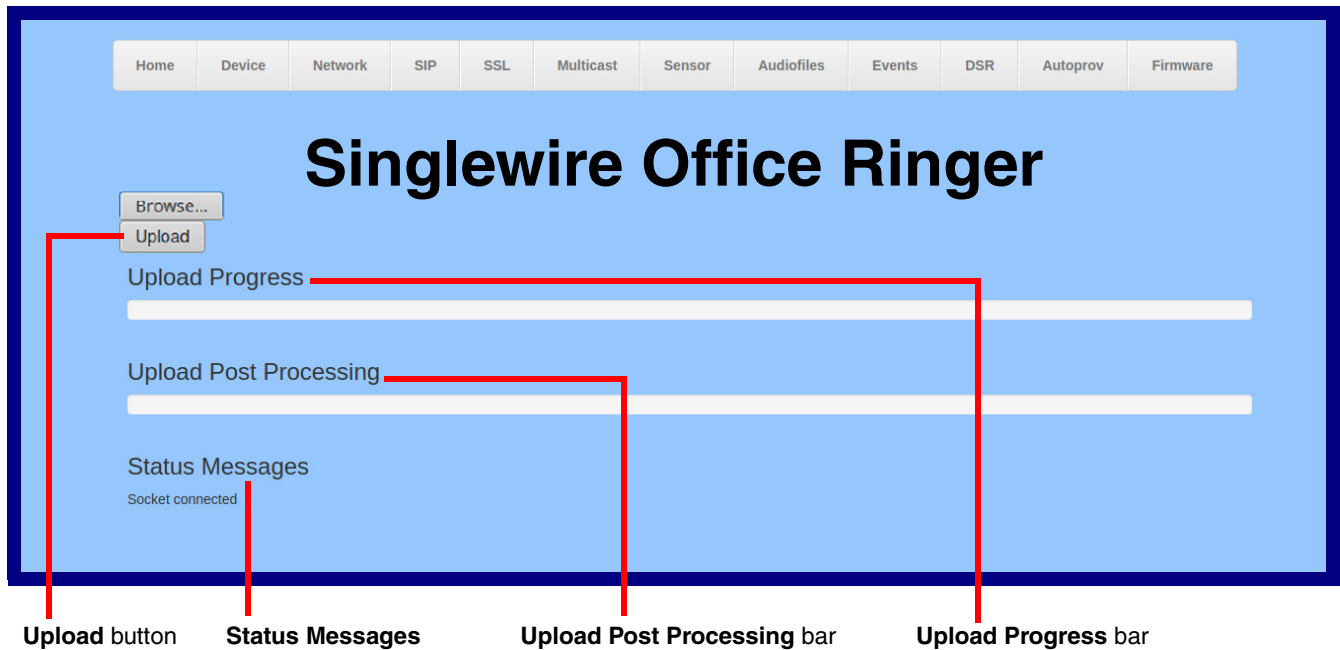 Home Device Network SIP SSL Multicast Sensor Audiofiles Events DSR Autoprov Firmware
Singlewire Office Ringer
Browse...
Upload
Upload Progress
Upload Post Processing
Status Messages
Socket connected
Upload button Status Messages Upload Post Processing bar Upload Progress bar